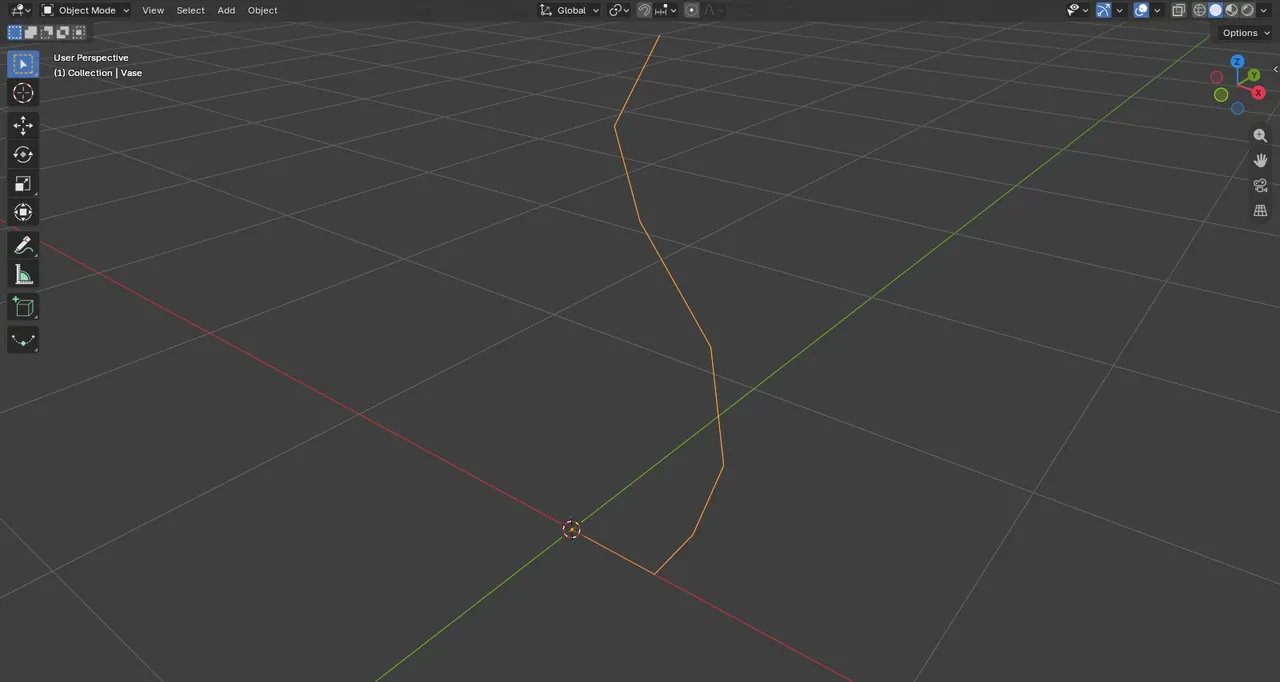 Object Mode View Select Add Object Global
Options
User Perspective
(1) Collection | Vase
Z
Y
X